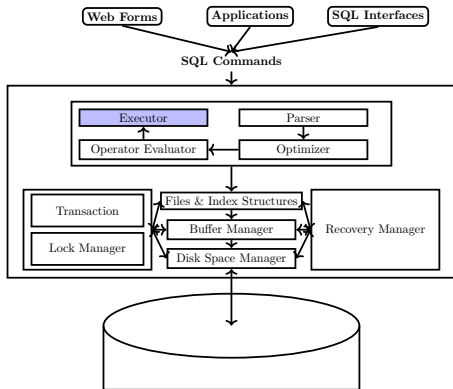 Web Forms
Applications
SQL Interfaces
SQL Commands
Executor
Parser
Operator Evaluator
Optimizer
Files & Index Structures
Transaction
Buffer Manager
Recovery Manager
Lock Manager
Disk Space Manager